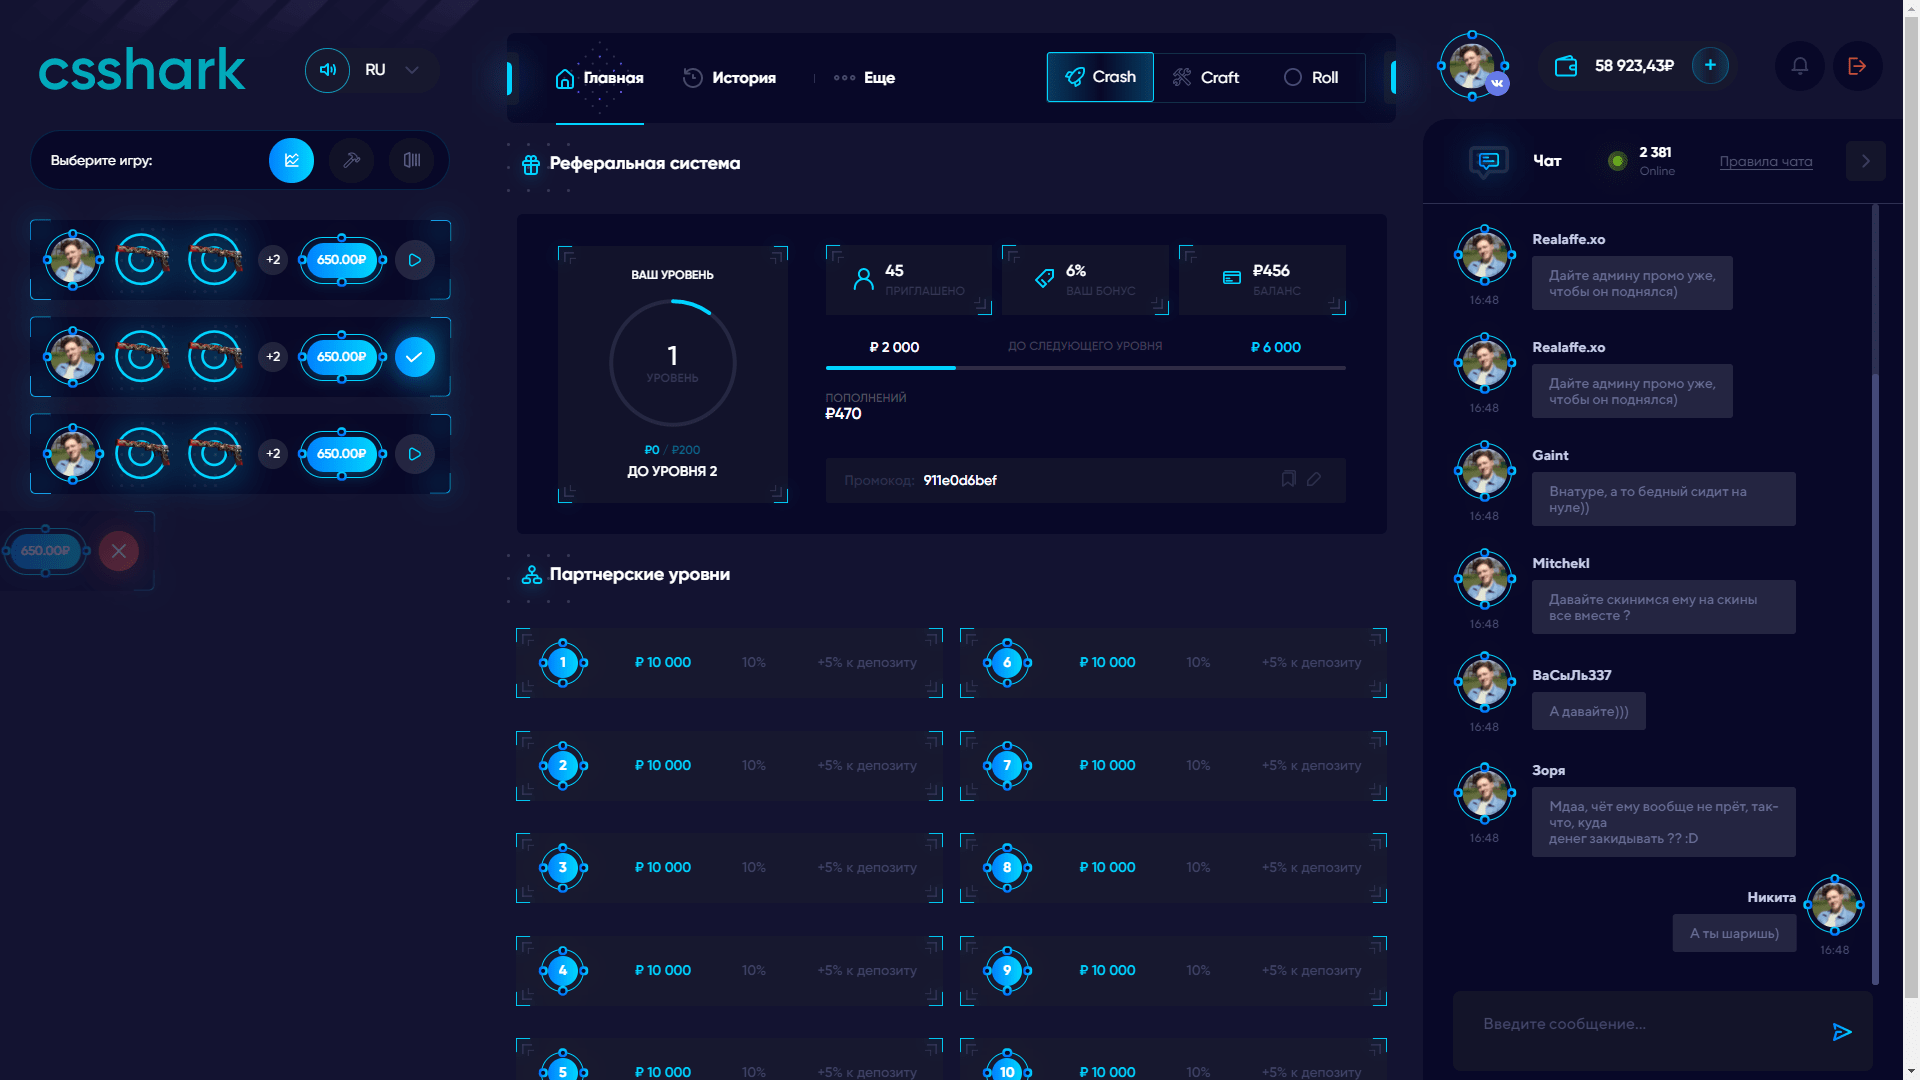 csshark
RU
Главная
История
Еще
Crash
Craft
Roll
58 923,43₽
+
Выберите игру:
+2
650.00₽
+2
650.00₽
+2
650.00₽
650.00₽
Реферальная система
ВАШ УРОВЕНЬ
1
УРОВЕНЬ
₽0 / ₽200
ДО УРОВНЯ 2
45
ПРИГЛАШЕНО
6%
ВАШ БОНУС
₽456
БАЛАНС
₽ 2 000
ДО СЛЕДУЮЩЕГО УРОВНЯ
₽ 6 000
ПОПОЛНЕНИЙ
₽470
Промокод: 911e0d6bef
Партнерские уровни
1 ₽ 10 000 10% +5% к депозиту
6 ₽ 10 000 10% +5% к депозиту
2 ₽ 10 000 10% +5% к депозиту
7 ₽ 10 000 10% +5% к депозиту
3 ₽ 10 000 10% +5% к депозиту
8 ₽ 10 000 10% +5% к депозиту
4 ₽ 10 000 10% +5% к депозиту
9 ₽ 10 000 10% +5% к депозиту
5 ₽ 10 000 10% +5% к депозиту
10 ₽ 10 000 10% +5% к депозиту
Чат
2 381
Online
Правила чата
Realaffe.xo
Дайте админу промо уже,
чтобы он поднялся)
16:48
Realaffe.xo
Дайте админу промо уже,
чтобы он поднялся)
16:48
Gaint
Внатуре, а то бедный сидит на
нуле))
16:48
Mitchekl
Давайте скинимся ему на скины
все вместе ?
16:48
ВаСыЛь337
А давайте)))
16:48
Зоря
Мдаа, чёт ему вообще не прёт, так-
что, куда
денег закидывать ?? :D
16:48
Никита
А ты шаришь)
16:48
Введите сообщение...